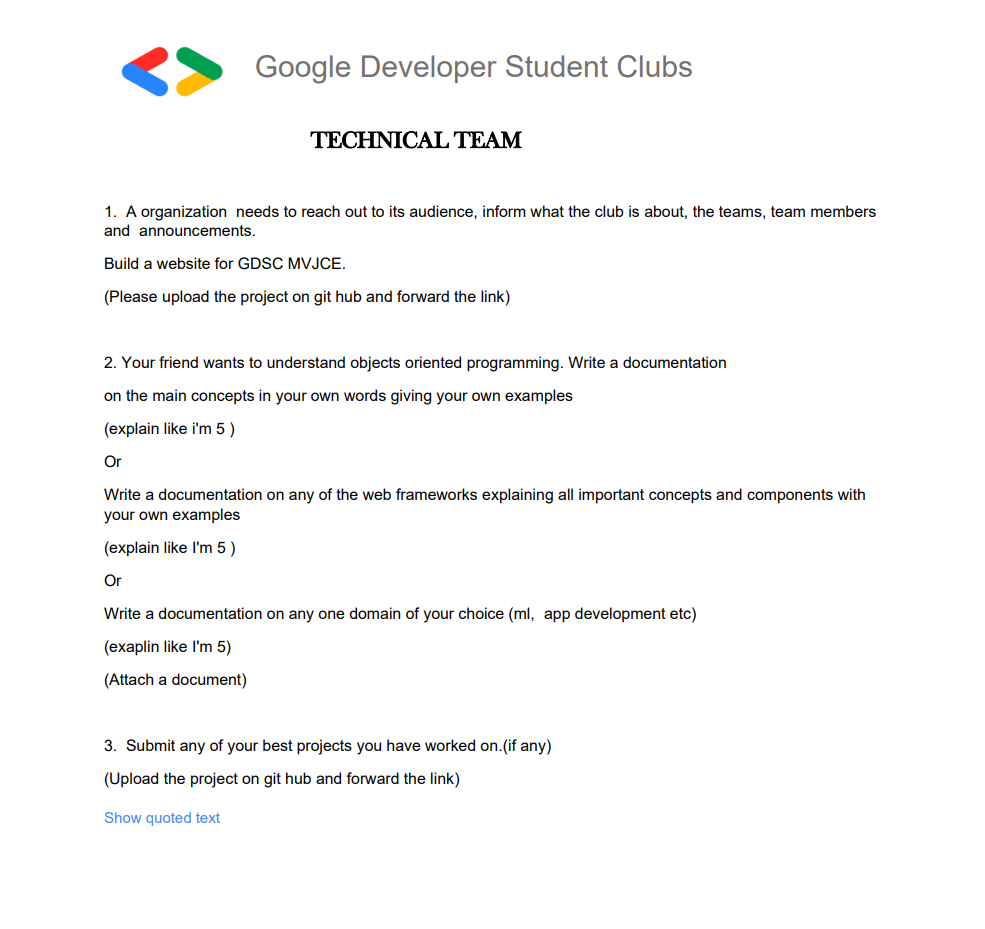 Google Developer Student Clubs
TECHNICAL TEAM
1.  A organization  needs to reach out to its audience, inform what the club is about, the teams, team members
and  announcements.
Build a website for GDSC MVJCE.
(Please upload the project on git hub and forward the link)
2. Your friend wants to understand objects oriented programming. Write a documentation
on the main concepts in your own words giving your own examples
(explain like i'm 5 )
Or
Write a documentation on any of the web frameworks explaining all important concepts and components with
your own examples
(explain like I'm 5 )
Or
Write a documentation on any one domain of your choice (ml,  app development etc)
(exaplin like I'm 5)
(Attach a document)
3.  Submit any of your best projects you have worked on.(if any)
(Upload the project on git hub and forward the link)
Show quoted text